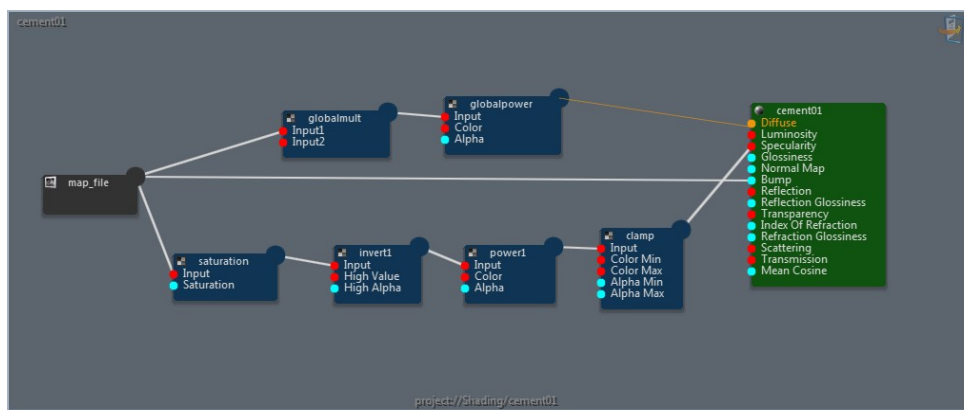 cement01
globalmult
Input1
Input2
globalpower
Input
Color
Alpha
cement01
Diffuse
Luminosity
Specularity
Glossiness
Normal Map
Bump
Reflection
Reflection Glossiness
Transparency
Index Of Refraction
Refraction Glossiness
Scattering
Transmission
Mean Cosine
map_file
saturation
Input
Saturation
invert1
Input
High Value
High Alpha
power1
Input
Color
Alpha
clamp
Input
Color Min
Color Max
Alpha Min
Alpha Max
project://Shading/cement01